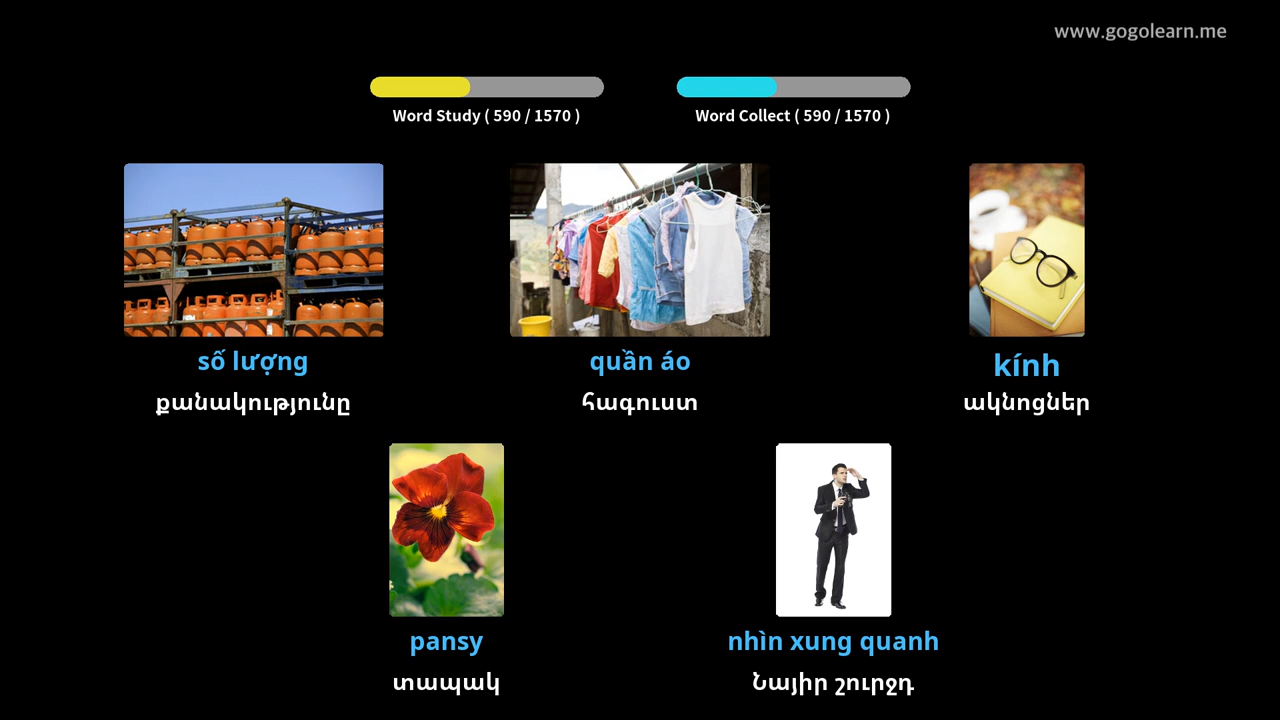 www.gogolearn.me
Word Study ( 590 / 1570 )
Word Collect ( 590 / 1570 )
số lượng
քանակությունը
quần áo
հագուստ
kính
ակնոցներ
pansy
տապակ
nhìn xung quanh
Նայիր շուրջդ